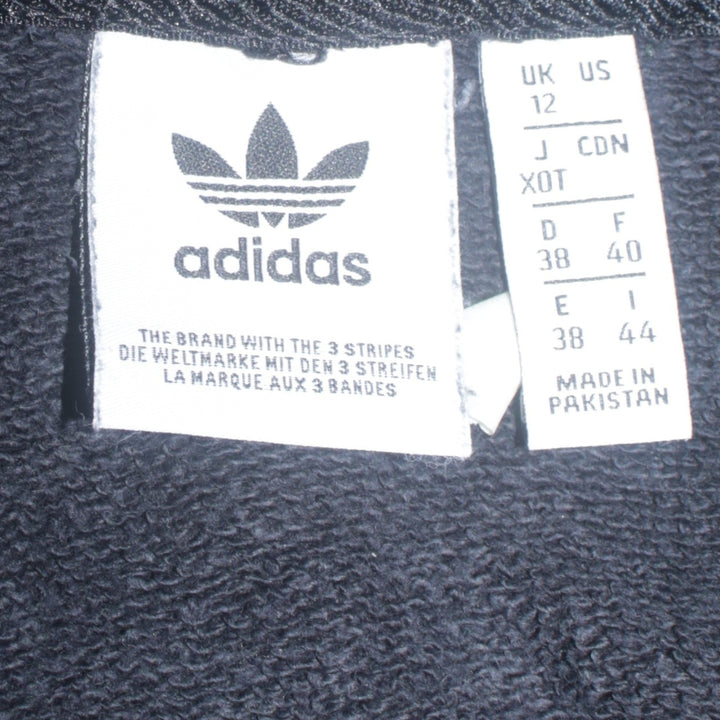 adidas
THE BRAND WITH THE 3 STRIPES
DIE WELTMARKE MIT DEN 3 STREIFEN
LA MARQUE AUX 3 BANDES
UK US
12
J CDN
XOT
D F
38 40
E I
38 44
MADE IN
PAKISTAN